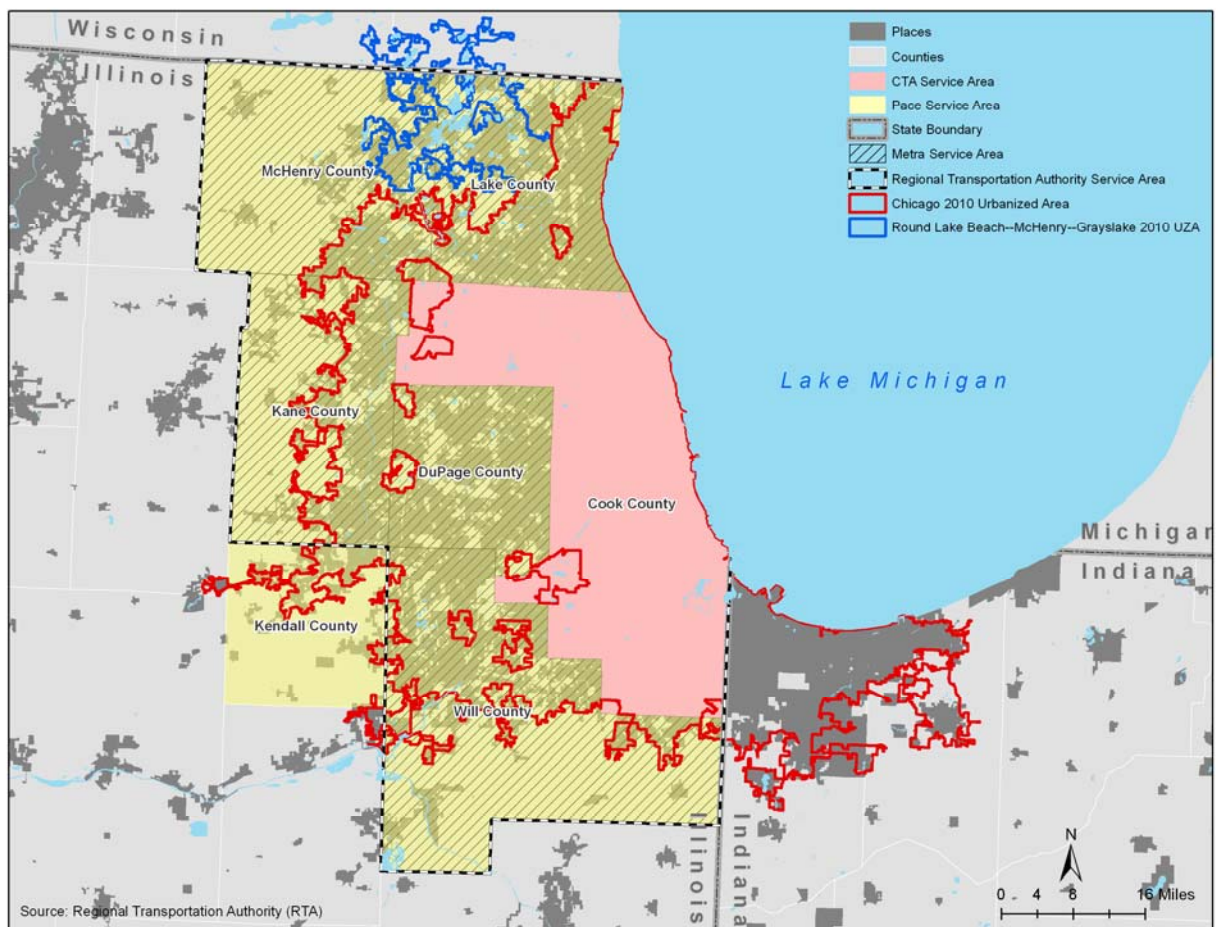 Wisconsin
Illinois
Places
Counties
CTA Service Area
Pace Service Area
State Boundary
Metra Service Area
Regional Transportation Authority Service Area
Chicago 2010 Urbanized Area
Round Lake Beach--McHenry--Grayslake 2010 UZA
McHenry County
Lake County
Lake Michigan
Kane County
DuPage County
Cook County
Michigan
Indiana
Kendall County
Will County
Illinois
Indiana
N
0 4 8 16 Miles
Source: Regional Transportation Authority (RTA)